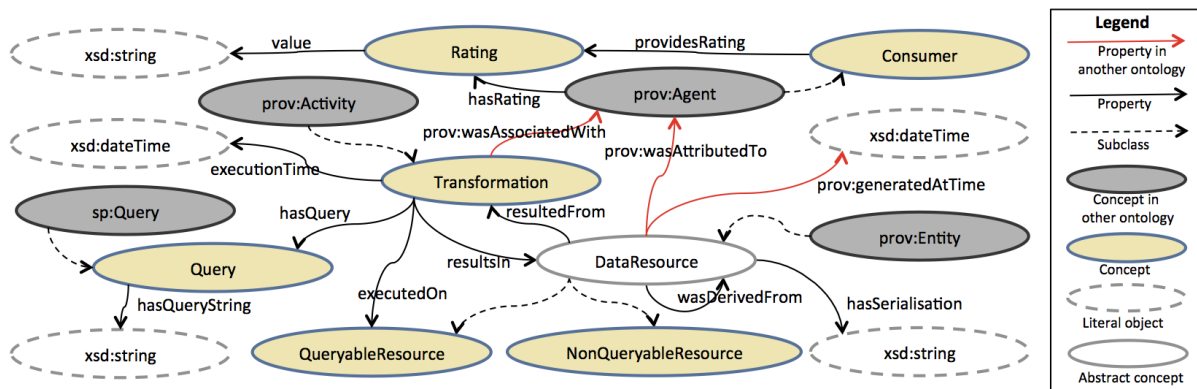 value
providesRating
xsd:string
Rating
Consumer
hasRating
prov:Activity
prov:Agent
prov:wasAssociatedWith
xsd:dateTime
xsd:dateTime
prov:wasAttributedTo
executionTime
Transformation
prov:generatedAtTime
sp:Query
hasQuery
resultedFrom
prov:Entity
Query
resultsIn
DataResource
hasQueryString
executedOn
wasDerivedFrom
hasSerialisation
xsd:string
QueryableResource
NonQueryableResource
xsd:string
Legend
Property in
another ontology
Property
Subclass
Concept in
other ontology
Concept
Literal object
Abstract concept